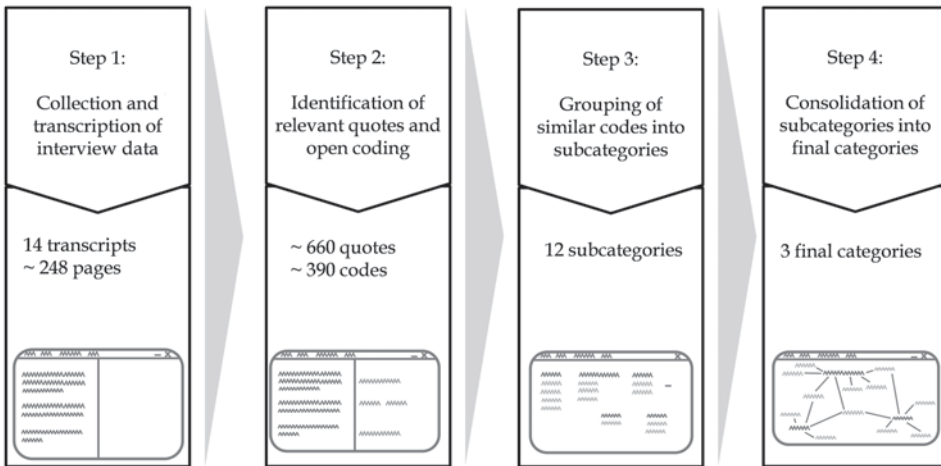 Step 1:
Collection and
transcription of
interview data
14 transcripts
~ 248 pages
Step 2:
Identification of
relevant quotes and
open coding
~ 660 quotes
~ 390 codes
Step 3:
Grouping of
similar codes into
subcategories
12 subcategories
Step 4:
Consolidation of
subcategories into
final categories
3 final categories